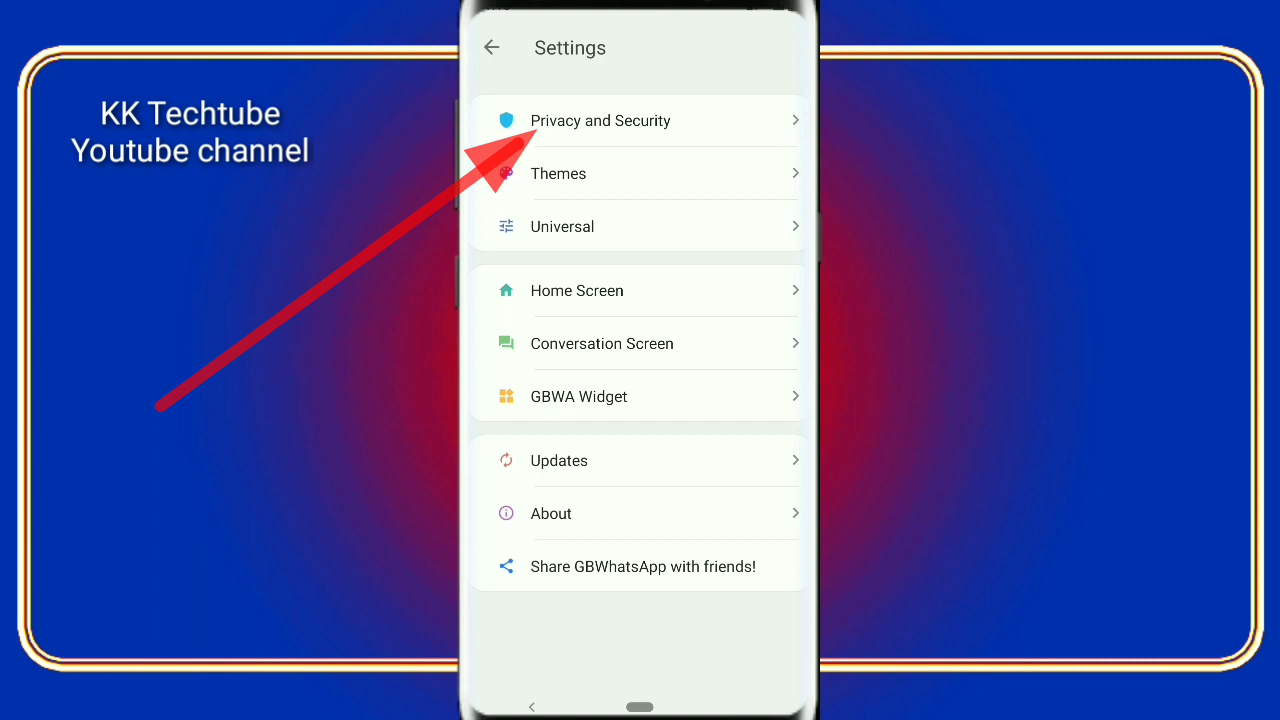 KK Techtube
Youtube channel
Settings
Privacy and Security
Themes
Universal
Home Screen
Conversation Screen
GBWA Widget
Updates
About
Share GBWhatsApp with friends!